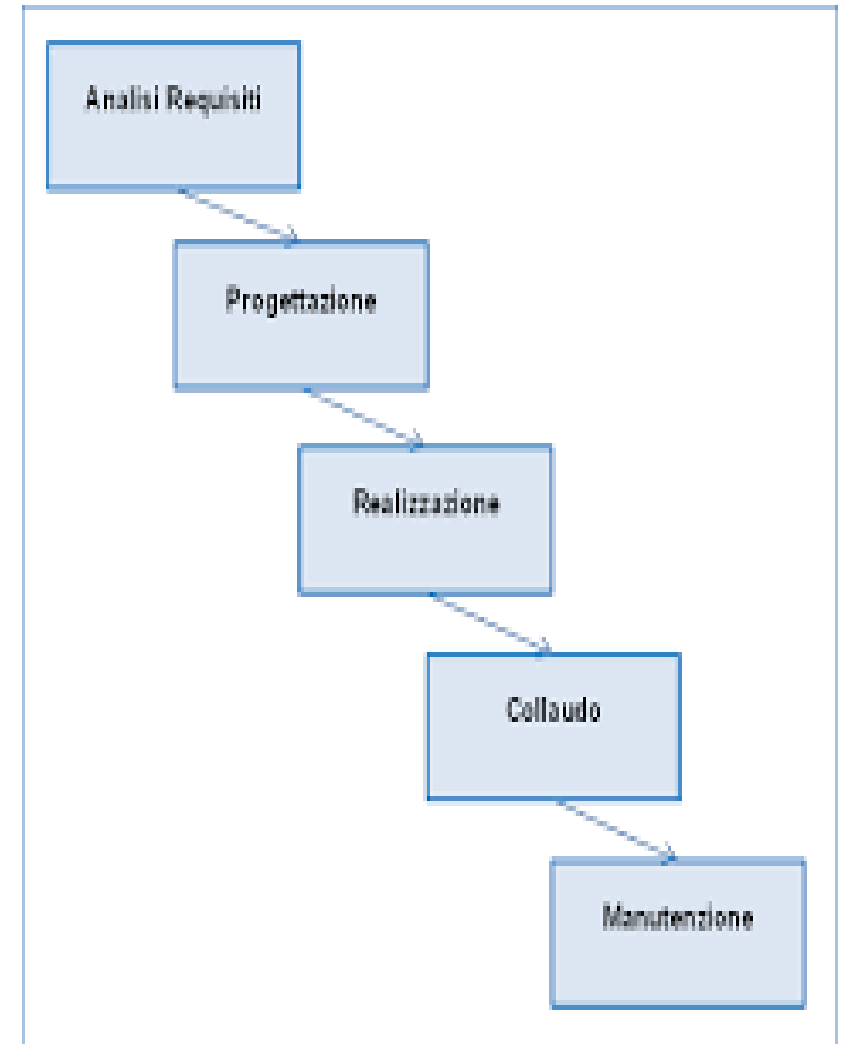 Analisi Requisiti
Progettazione
Realizzazione
Collaudo
Manutenzione